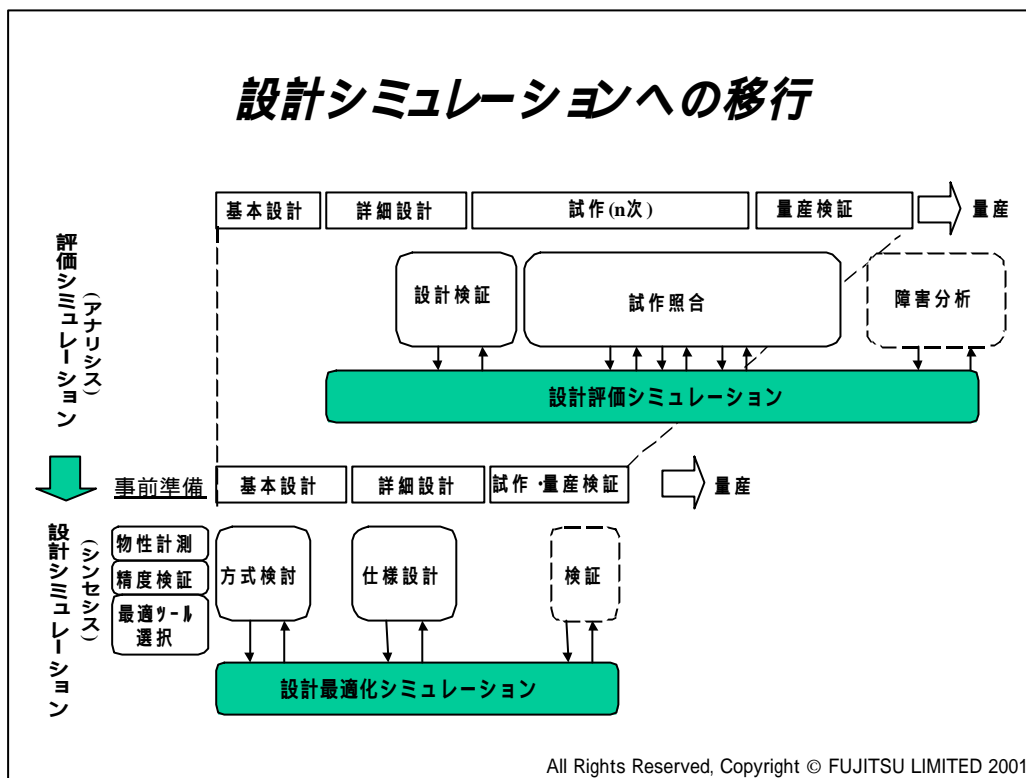 設計シミュレーションへの移行
基本設計
詳細設計
試作(n次)
量産検証
量産
評価シミュレーション
(アナリシス)
設計検証
試作照合
障害分析
設計評価シミュレーション
事前準備
基本設計
詳細設計
試作・量産検証
量産
設計シミュレーション
(シンセシス)
物性計測
精度検証
最適ツール
選択
方式検討
仕様設計
検証
設計最適化シミュレーション
All Rights Reserved, Copyright © FUJITSU LIMITED 2001